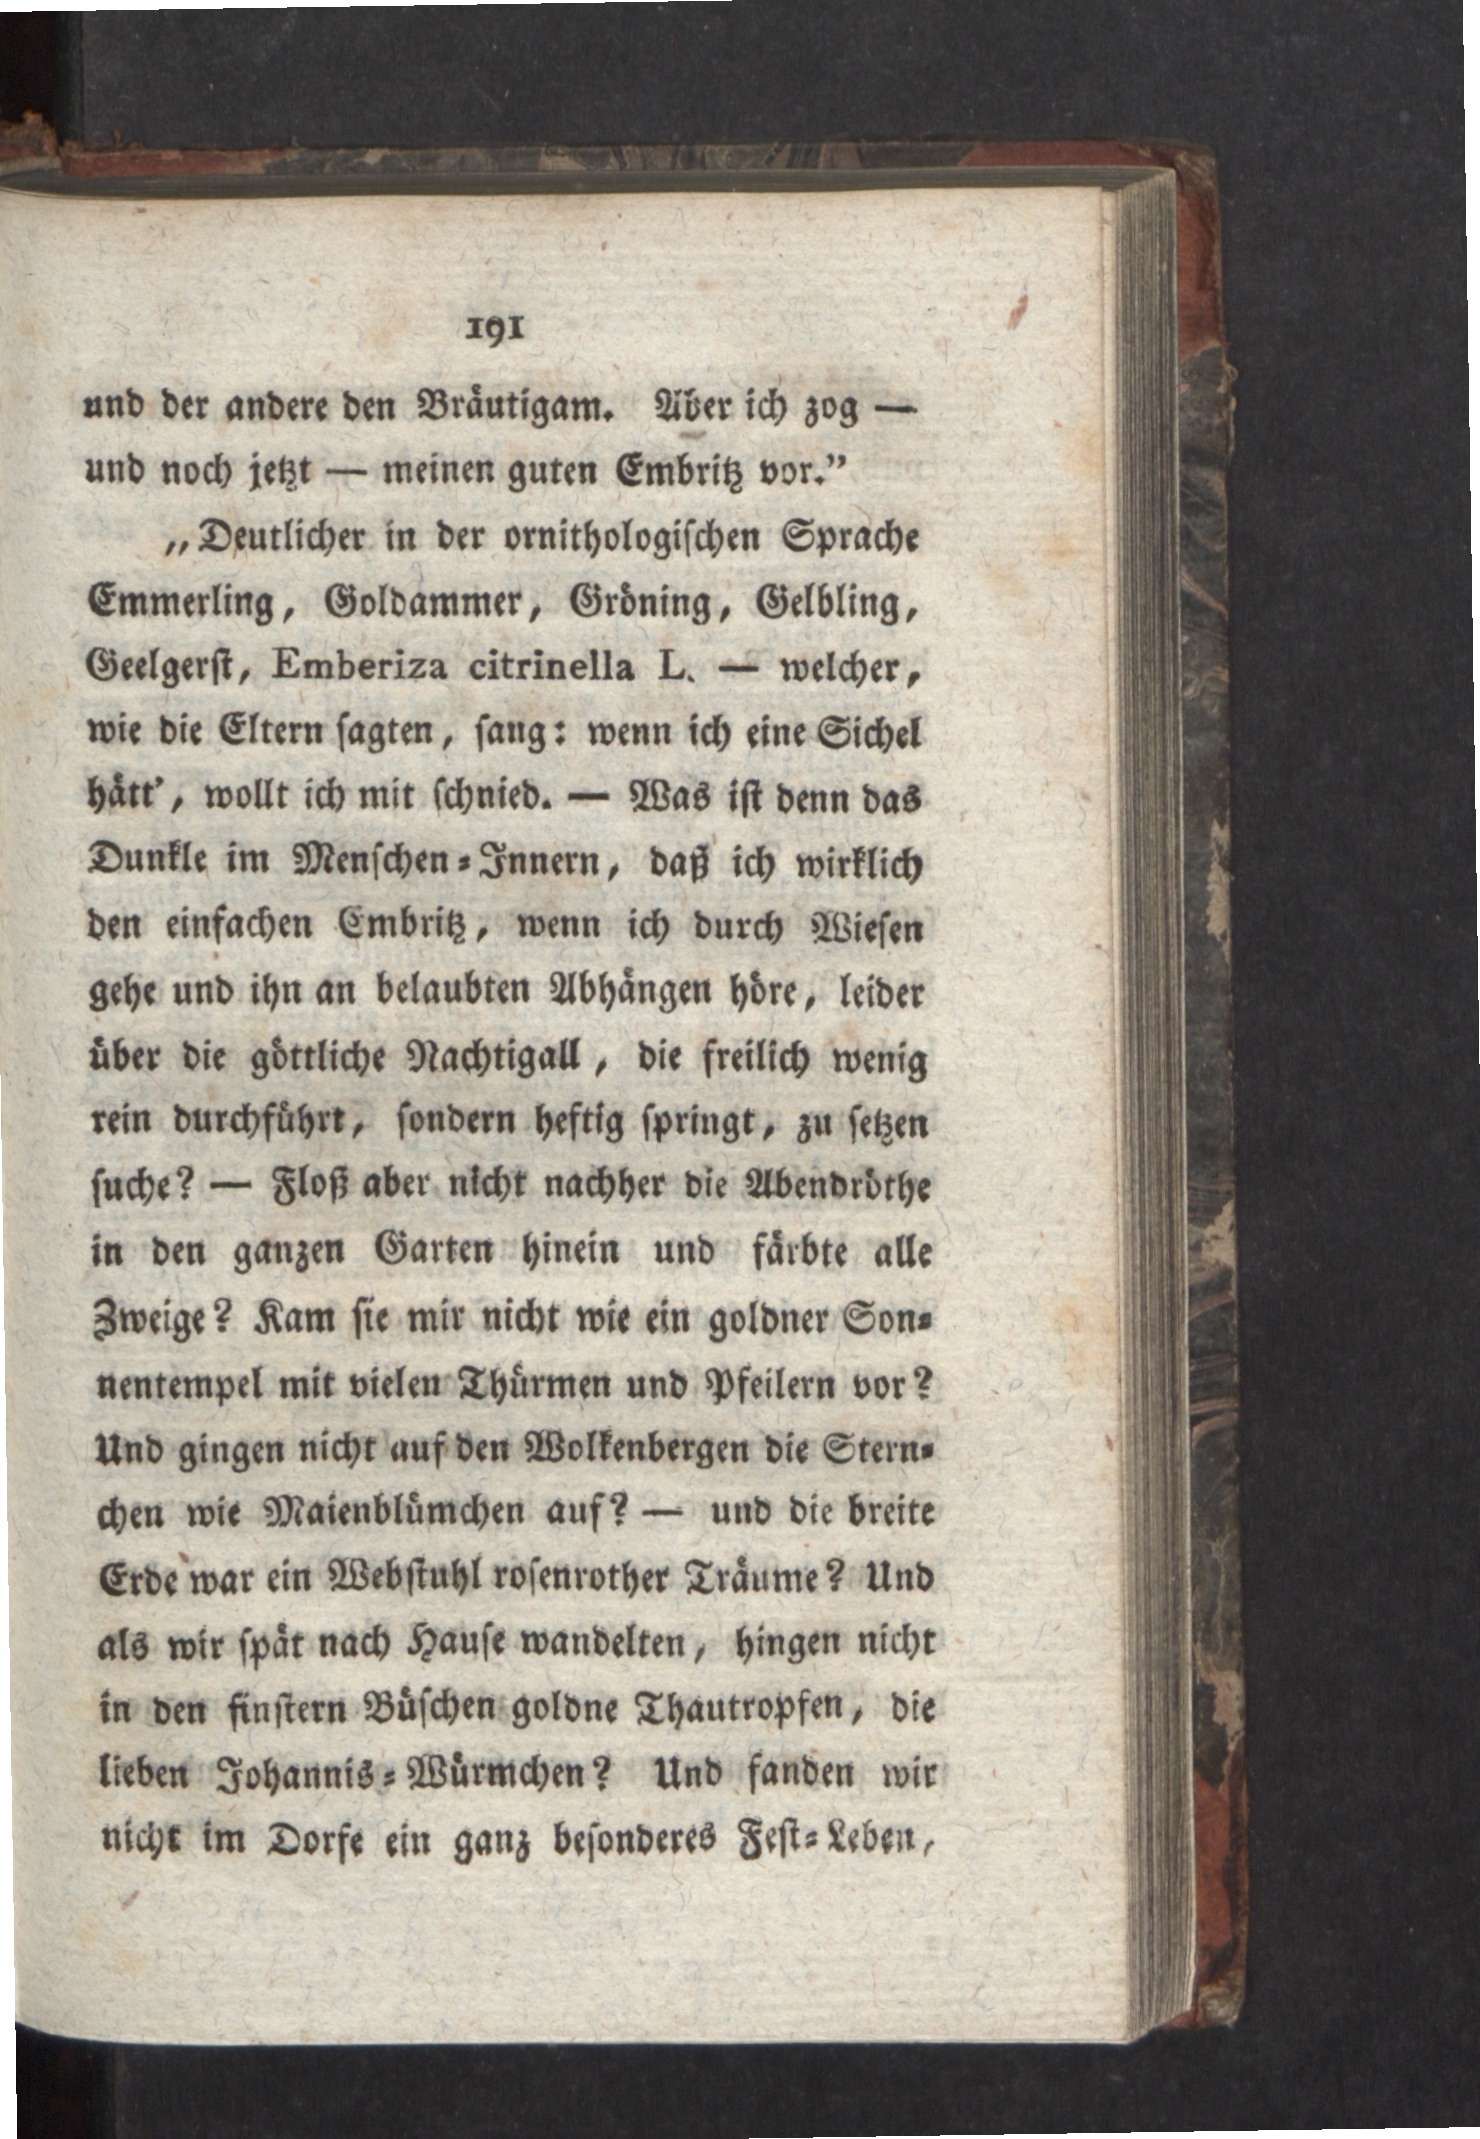 191
und der andere den Bräutigam. Aber ich zog —
und noch jetzt — meinen guten Embritz vor.”
„Deutlicher in der ornithologischen Sprache
Emmerling, Goldammer, Gröning, Gelbling,
Geelgerst, Emberiza citrinella L. — welcher,
wie die Eltern sagten, sang: wenn ich eine Sichel
hätt’, wollt ich mit schnied. — Was ist denn das
Dunkle im Menschen-Innern, daß ich wirklich
den einfachen Embritz, wenn ich durch Wiesen
gehe und ihn an belaubten Abhängen höre, leider
über die göttliche Nachtigall, die freilich wenig
rein durchführt, sondern heftig springt, zu setzen
suche? — Floß aber nicht nachher die Abendröthe
in den ganzen Garten hinein und färbte alle
Zweige? Kam sie mir nicht wie ein goldner Son-
nentempel mit vielen Thürmen und Pfeilern vor?
Und gingen nicht auf den Wolkenbergen die Stern-
chen wie Maienblümchen auf? — und die breite
Erde war ein Webstuhl rosenrother Träume? Und
als wir spät nach Hause wandelten, hingen nicht
in den finstern Büschen goldne Thautropfen, die
lieben Johannis-Würmchen? Und fanden wir
nicht im Dorfe ein ganz besonderes Fest-Leben,